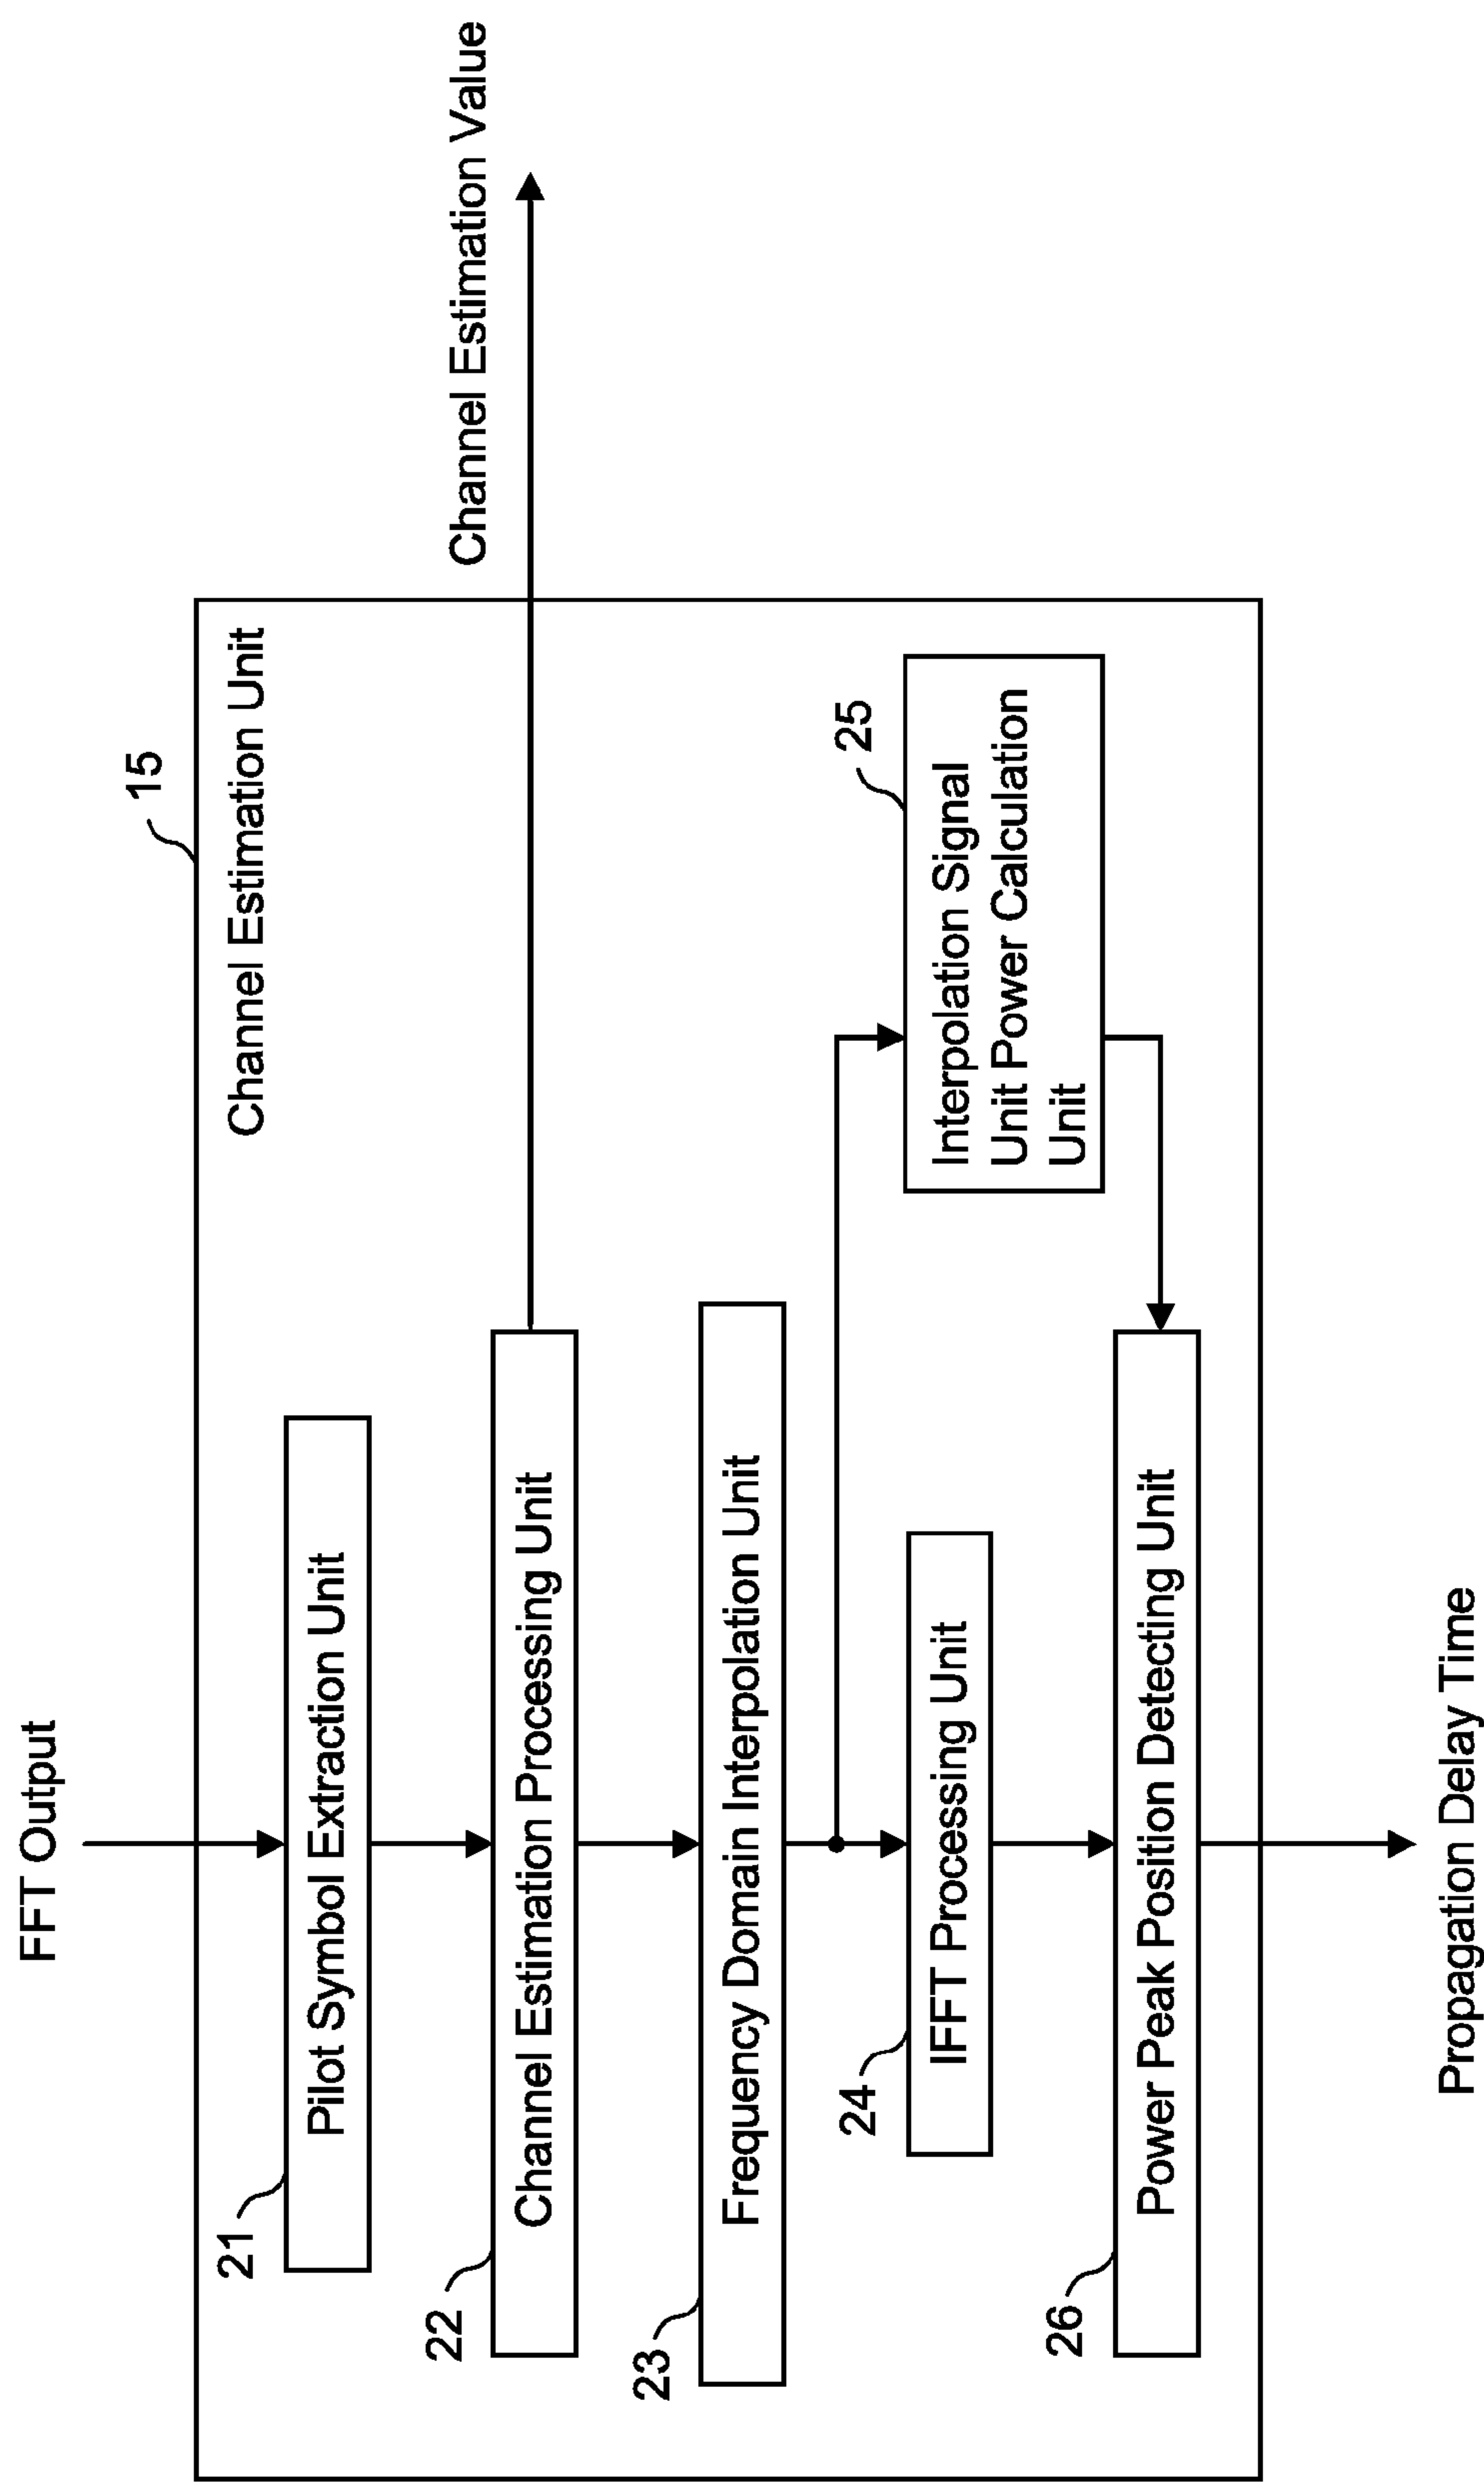 FFT Output
15
Channel Estimation Unit
21
Pilot Symbol Extraction Unit
22
Channel Estimation Processing Unit
Channel Estimation Value
23
Frequency Domain Interpolation Unit
24
IFFT Processing Unit
25
Interpolation Signal
Unit Power Calculation
Unit
26
Power Peak Position Detecting Unit
Propagation Delay Time